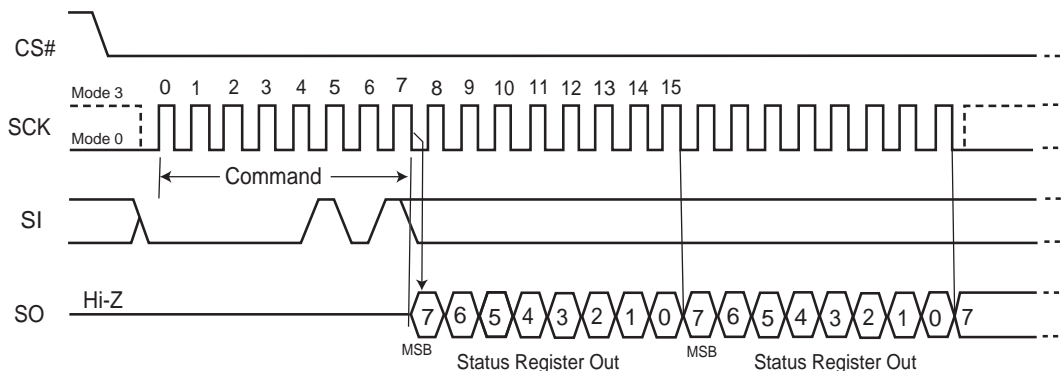 CS#
Mode 3
SCK
Mode 0
0 1 2 3 4 5 6 7 8 9 10 11 12 13 14 15
Command
SI
Hi-Z
SO
7 6 5 4 3 2 1 0 7 6 5 4 3 2 1 0 7
MSB
Status Register Out
MSB
Status Register Out